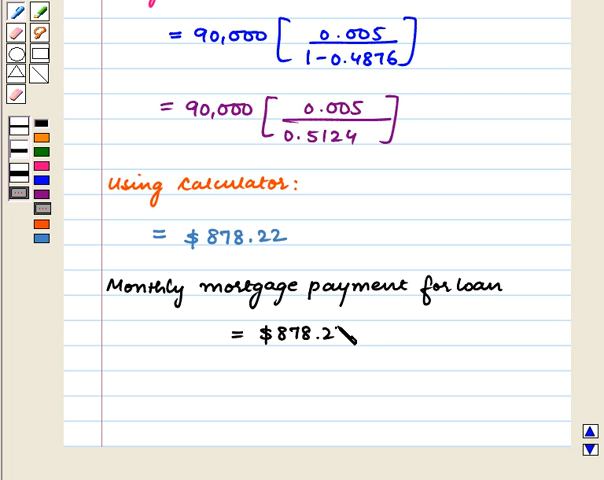 = 90,000 [ 0.005 / 1-0.4876 ]
= 90,000 [ 0.005 / 0.5124 ]
Using Calculator:
= $878.22
Monthly mortgage payment for loan
= $878.2